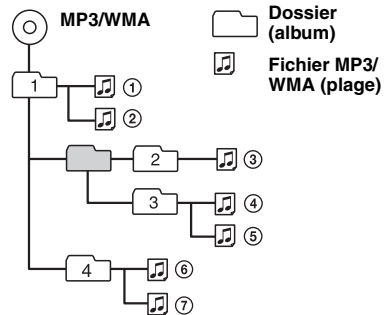 MP3/WMA
Dossier
(album)
Fichier MP3/
WMA (plage)
1
①
②
2
③
3
④
⑤
4
⑥
⑦